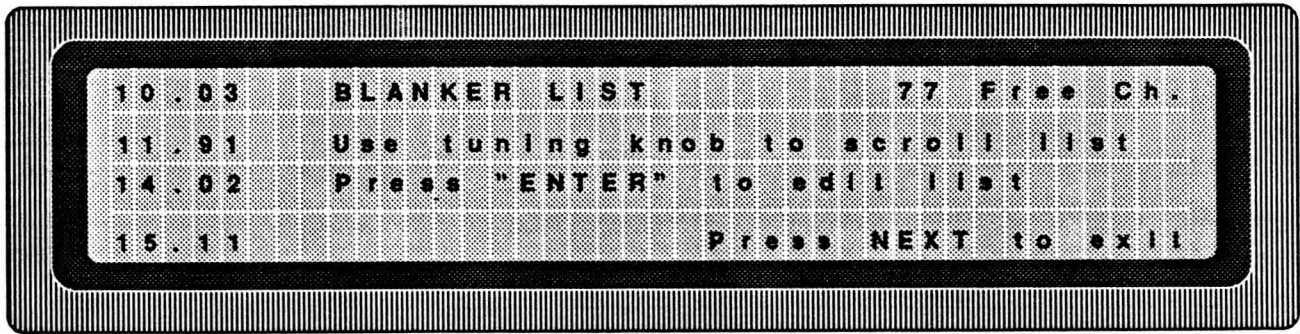 10.03 BLANKER LIST 77 Free Ch.
11.91 Use tuning knob to scroll list
14.02 Press "ENTER" to edit list
15.11 Press NEXT to exit